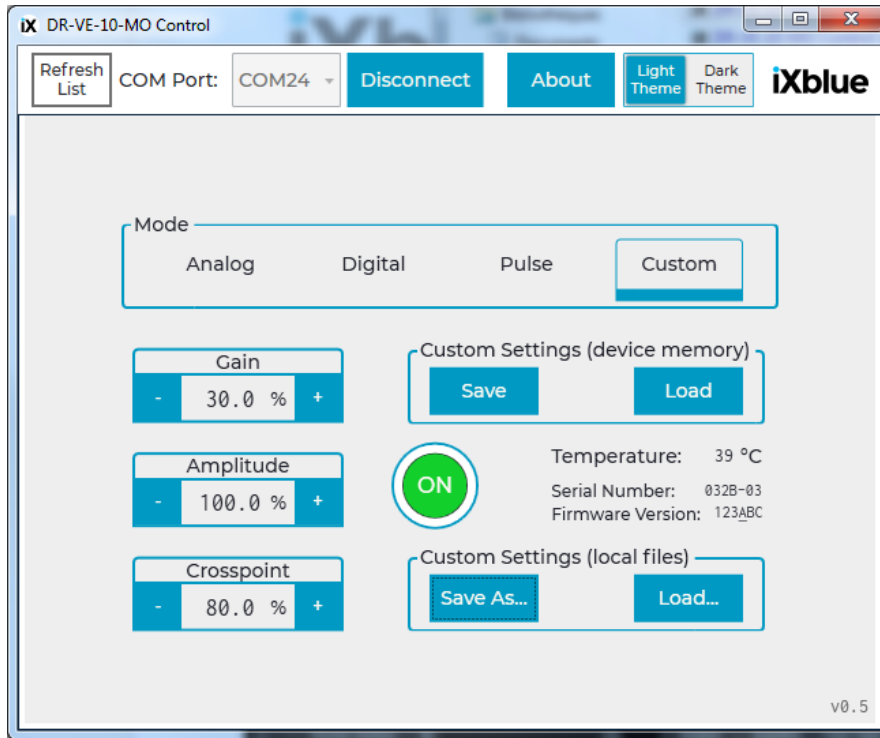 iX DR-VE-10-MO Control
Refresh
List
COM Port:
COM24
Disconnect
About
Light
Theme
Dark
Theme
iXblue
Mode
Analog
Digital
Pulse
Custom
Gain
- 30.0 % +
Amplitude
- 100.0 % +
Crosspoint
- 80.0 % +
Custom Settings (device memory)
Save
Load
ON
Temperature: 39 °C
Serial Number: 032B-03
Firmware Version: 123ABC
Custom Settings (local files)
Save As...
Load...
v0.5